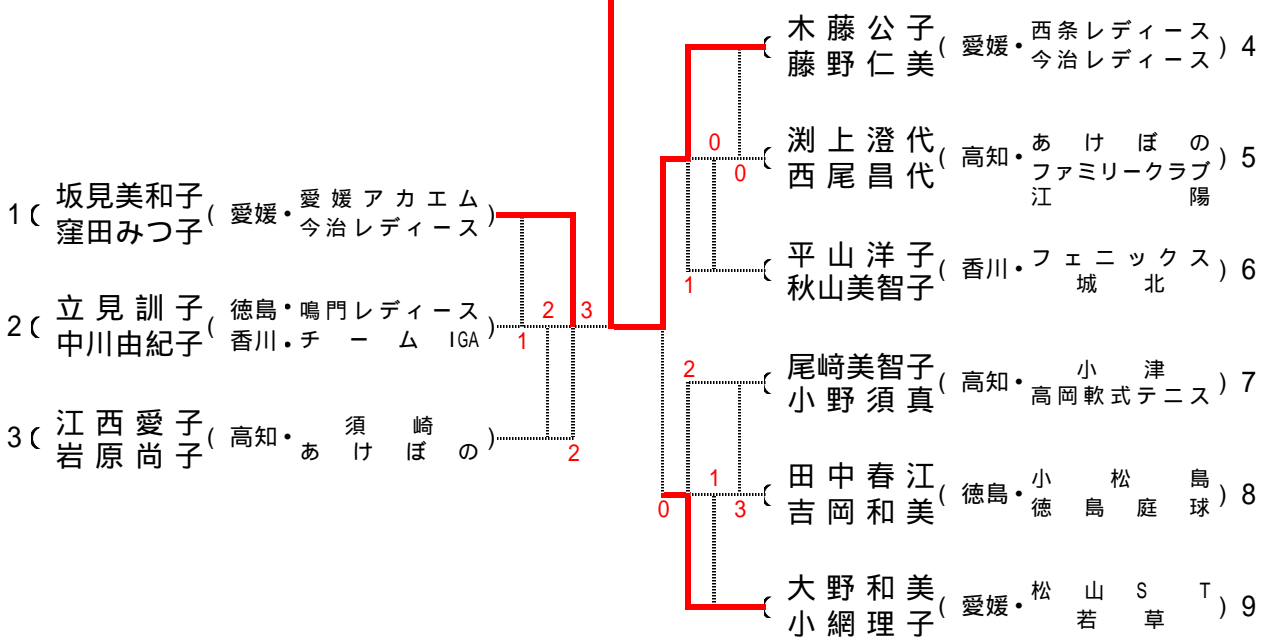 1 ( 坂見美和子 窪田みつ子 ( 愛媛・愛媛アカエム 今治レディース )
2 ( 立見訓子 中川由紀子 ( 徳島・鳴門レディース 香川・チームIGA )
3 ( 江西愛子 岩原尚子 ( 高知・須崎 あけぼの )
2 3
1
2
( 木藤公子 藤野仁美 ( 愛媛・西条レディース 今治レディース ) 4
( 渕上澄代 西尾昌代 ( 高知・あけぼの ファミリークラブ 江陽 ) 5
( 平山洋子 秋山美智子 ( 香川・フェニックス 城北 ) 6
( 尾﨑美智子 小野須真 ( 高知・小津 高岡軟式テニス ) 7
( 田中春江 吉岡和美 ( 徳島・小松島 徳島庭球 ) 8
( 大野和美 小網理子 ( 愛媛・松山ST 若草 ) 9
0
0
1
2
1
0 3